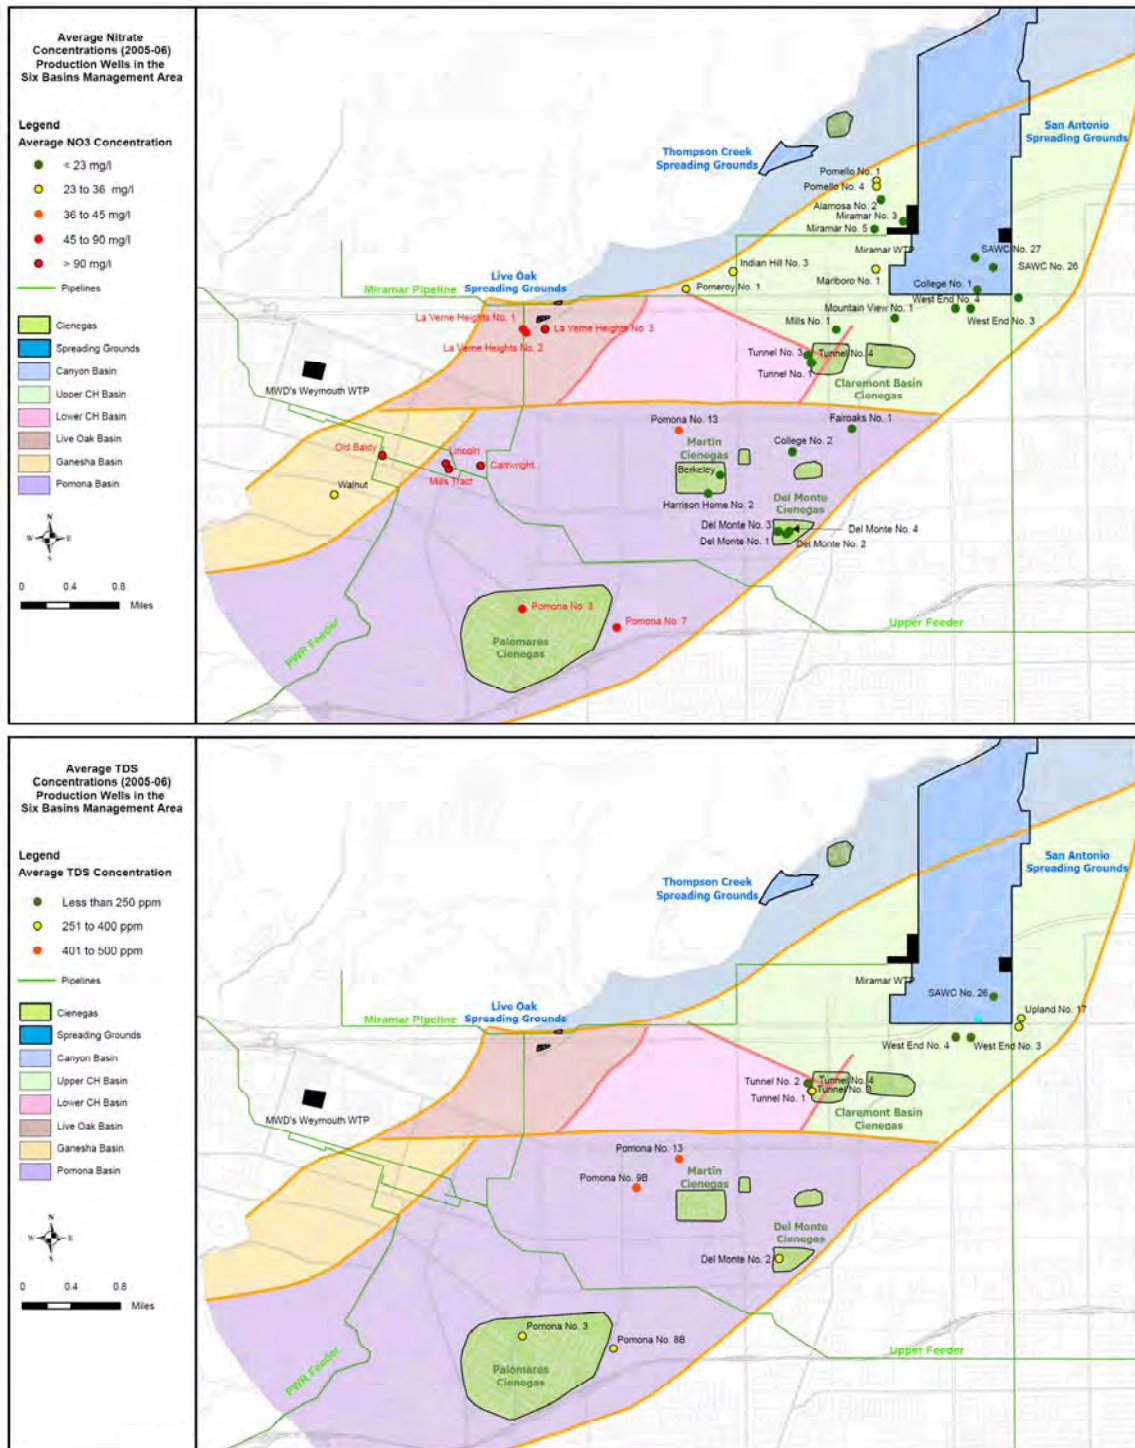 Average Nitrate
Concentrations (2005-06)
Production Wells in the
Six Basins Management Area
Legend
Average NO3 Concentration
< 23 mg/l
23 to 36 mg/l
36 to 45 mg/l
45 to 90 mg/l
> 90 mg/l
Pipelines
Cienegas
Spreading Grounds
Canyon Basin
Upper CH Basin
Lower CH Basin
Live Oak Basin
Ganesha Basin
Pomona Basin
N
W E
S
0 0.4 0.8
Miles
San Antonio
Spreading Grounds
Thompson Creek
Spreading Grounds
Pomello No. 1
Pomello No. 4
Alamosa No. 2
Miramar No. 3
Miramar No. 5
Miramar WTP
SAWC No. 27
SAWC No. 26
Indian Hill No. 3
Marlboro No. 1
College No. 1
Pomeroy No. 1
Live Oak
Spreading Grounds
Miramar Pipeline
West End No. 4
Mountain View No. 1
West End No. 3
La Verne Heights No. 1
La Verne Heights No. 3
La Verne Heights No. 2
Mills No. 1
Tunnel No. 3
Tunnel No. 4
Tunnel No. 1
MWD's Weymouth WTP
Claremont Basin
Cienegas
Pomona No. 13
Fairoaks No. 1
Martin
Cienegas
College No. 2
Old Baldy
Lincoln
Cartwright
Mills Tract
Berkeley
Walnut
Harrison Home No. 2
Del Monte
Cienegas
Del Monte No. 3
Del Monte No. 4
Del Monte No. 1
Del Monte No. 2
Pomona No. 3
Pomona No. 7
Palomares
Cienegas
PWR Feeder
Upper Feeder
Average TDS
Concentrations (2005-06)
Production Wells in the
Six Basins Management Area
Legend
Average TDS Concentration
Less than 250 ppm
251 to 400 ppm
401 to 500 ppm
Pipelines
Cienegas
Spreading Grounds
Canyon Basin
Upper CH Basin
Lower CH Basin
Live Oak Basin
Ganesha Basin
Pomona Basin
N
W E
S
0 0.4 0.8
Miles
San Antonio
Spreading Grounds
Thompson Creek
Spreading Grounds
Miramar WTP
SAWC No. 26
Upland No. 17
Live Oak
Spreading Grounds
Miramar Pipeline
West End No. 4
West End No. 3
Tunnel No. 2
Tunnel No. 4
Tunnel No. 3
Tunnel No. 1
MWD's Weymouth WTP
Claremont Basin
Cienegas
Pomona No. 13
Martin
Cienegas
Pomona No. 9B
Del Monte
Cienegas
Del Monte No. 2
Pomona No. 3
Pomona No. 8B
Palomares
Cienegas
PWR Feeder
Upper Feeder